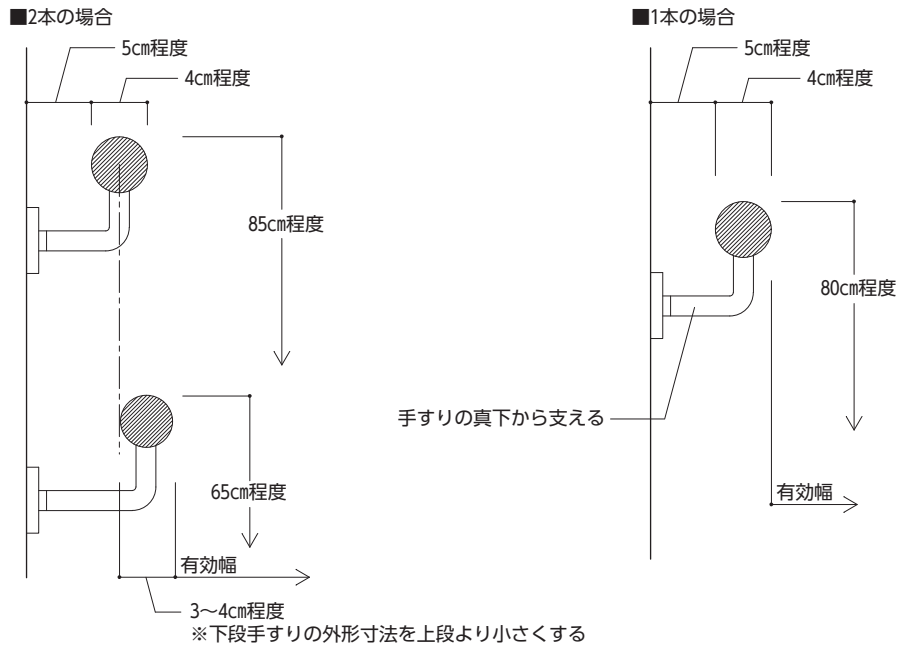 ■2本の場合
5㎝程度
4㎝程度
85㎝程度
65㎝程度
有効幅
3〜4㎝程度
※下段手すりの外形寸法を上段より小さくする
■1本の場合
5㎝程度
4㎝程度
80㎝程度
手すりの真下から支える
有効幅